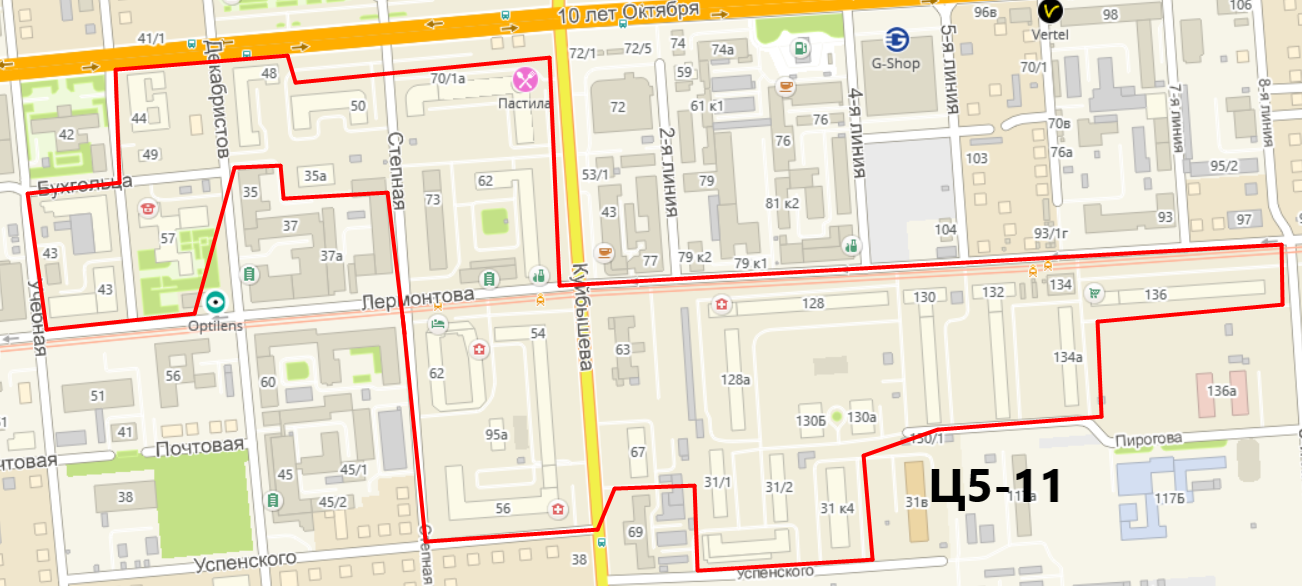 10 лет Октября
96в
98
106
Vertel
41/1
Декабристов
48
70/1а
Пастила
72/1
72/5
74
74а
59
61 к1
G-Shop
5-я линия
70/1
7-я линия
8-я линия
44
50
42
49
Степная
72
2-я линия
76
76
4-я линия
70в
76а
103
95/2
Бухгольца
35
35а
62
73
53/1
79
81 к2
43
57
37
37а
43
104
93
97
93/1г
43
43
Учебная
Optilens
Лермонтова
Куйбышева
77
79 к2
79 к1
128
130
132
134
136
54
63
56
60
62
128а
134а
136а
51
95а
130Б
130а
41
Почтовая
чтовая
67
130/1
Пирогова
45
45/1
45/2
38
56
31/1
31/2
31 к4
31в
Ц5-11
117Б
69
Успенского
Степная
38
Успенского